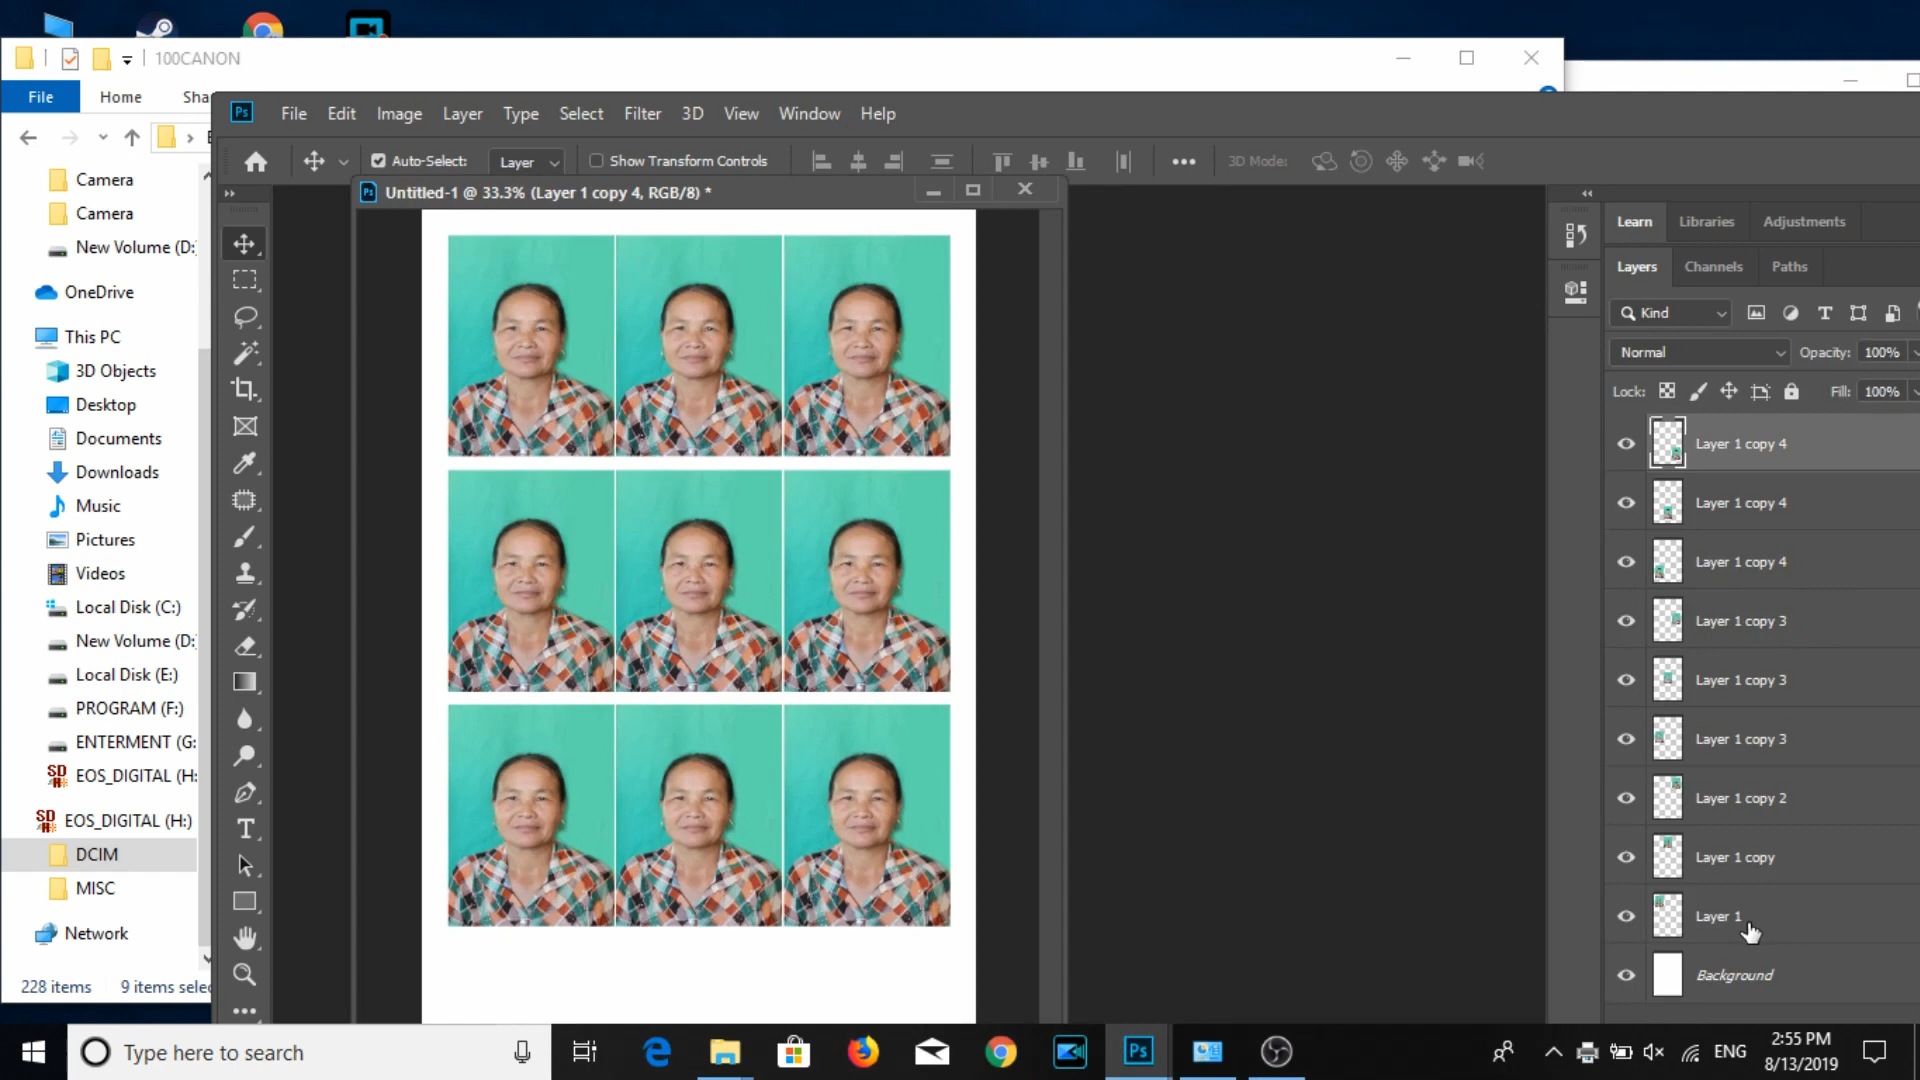 100CANON
File Home Sha
Ps File Edit Image Layer Type Select Filter 3D View Window Help
Auto-Select: Layer Show Transform Controls 3D Mode:
Ps Untitled-1 @ 33.3% (Layer 1 copy 4, RGB/8) *
Camera
Camera
New Volume (D:
OneDrive
This PC
3D Objects
Desktop
Documents
Downloads
Music
Pictures
Videos
Local Disk (C:)
New Volume (D:
Local Disk (E:)
PROGRAM (F:)
ENTERMENT (G:
SD EOS_DIGITAL (H:
SD EOS_DIGITAL (H:)
DCIM
MISC
Network
228 items 9 items selec
Learn Libraries Adjustments
Layers Channels Paths
Kind
Normal Opacity: 100%
Lock: Fill: 100%
Layer 1 copy 4
Layer 1 copy 4
Layer 1 copy 4
Layer 1 copy 3
Layer 1 copy 3
Layer 1 copy 3
Layer 1 copy 2
Layer 1 copy
Layer 1
Background
Type here to search
Ps
ENG
2:55 PM
8/13/2019